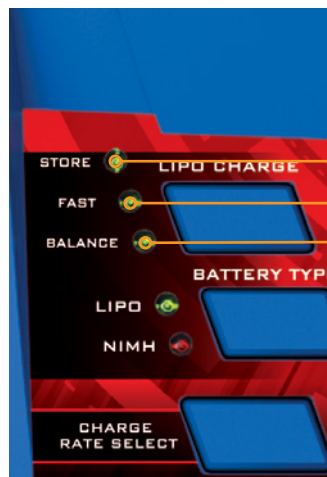 STORE
LIPO CHARGE
FAST
BALANCE
BATTERY TYP
LIPO
NIMH
CHARGE
RATE SELECT